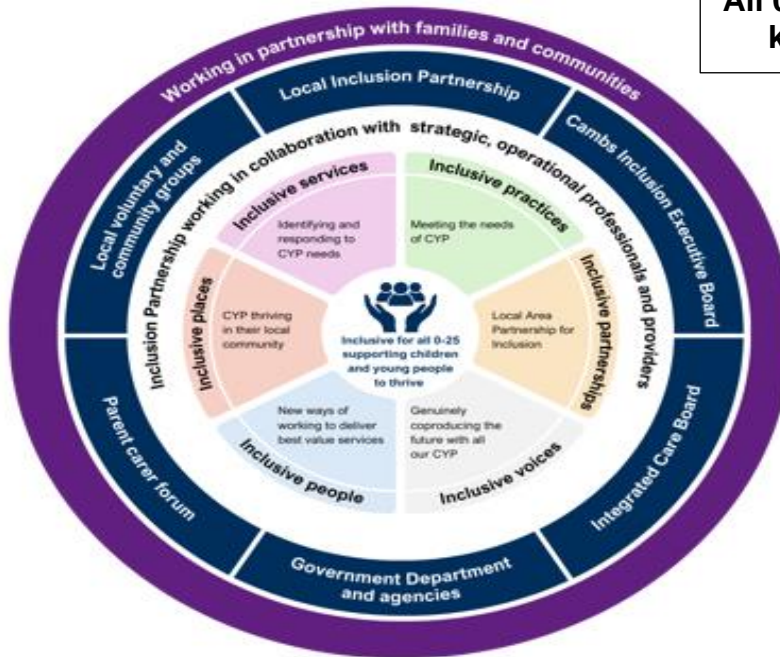 All
k
Working in partnership with families and communities
Local Inclusion Partnership
Cambs Inclusion Executive Board
Integrated Care Board
Government Department
and agencies
Parent carer forum
Local voluntary and
community groups
Inclusion Partnership working in collaboration with strategic, operational professionals and providers
Inclusive services
Identifying and
responding to
CYP needs
Inclusive practices
Meeting the needs
of CYP
Inclusive partnerships
Local Area
Partnership for
Inclusion
Inclusive voices
Genuinely
coproducing the
future with all
our CYP
Inclusive people
New ways of
working to deliver
best value services
Inclusive places
CYP thriving
in their local
community
Inclusive for all 0-25
supporting children
and young people
to thrive